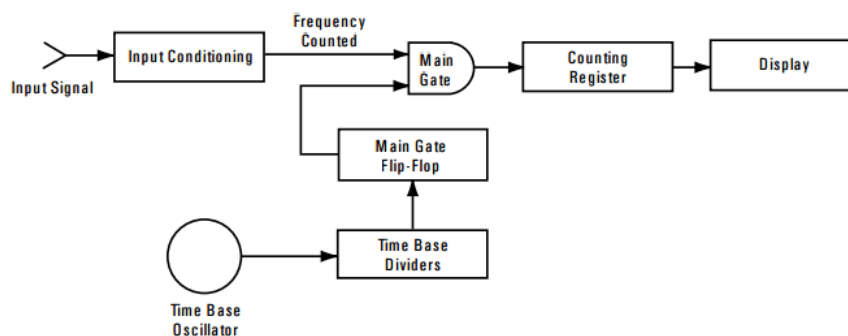 Frequency
Counted
Input Conditioning
Input Signal
Main
Gate
Counting
Register
Display
Main Gate
Flip-Flop
Time Base
Dividers
Time Base
Oscillator